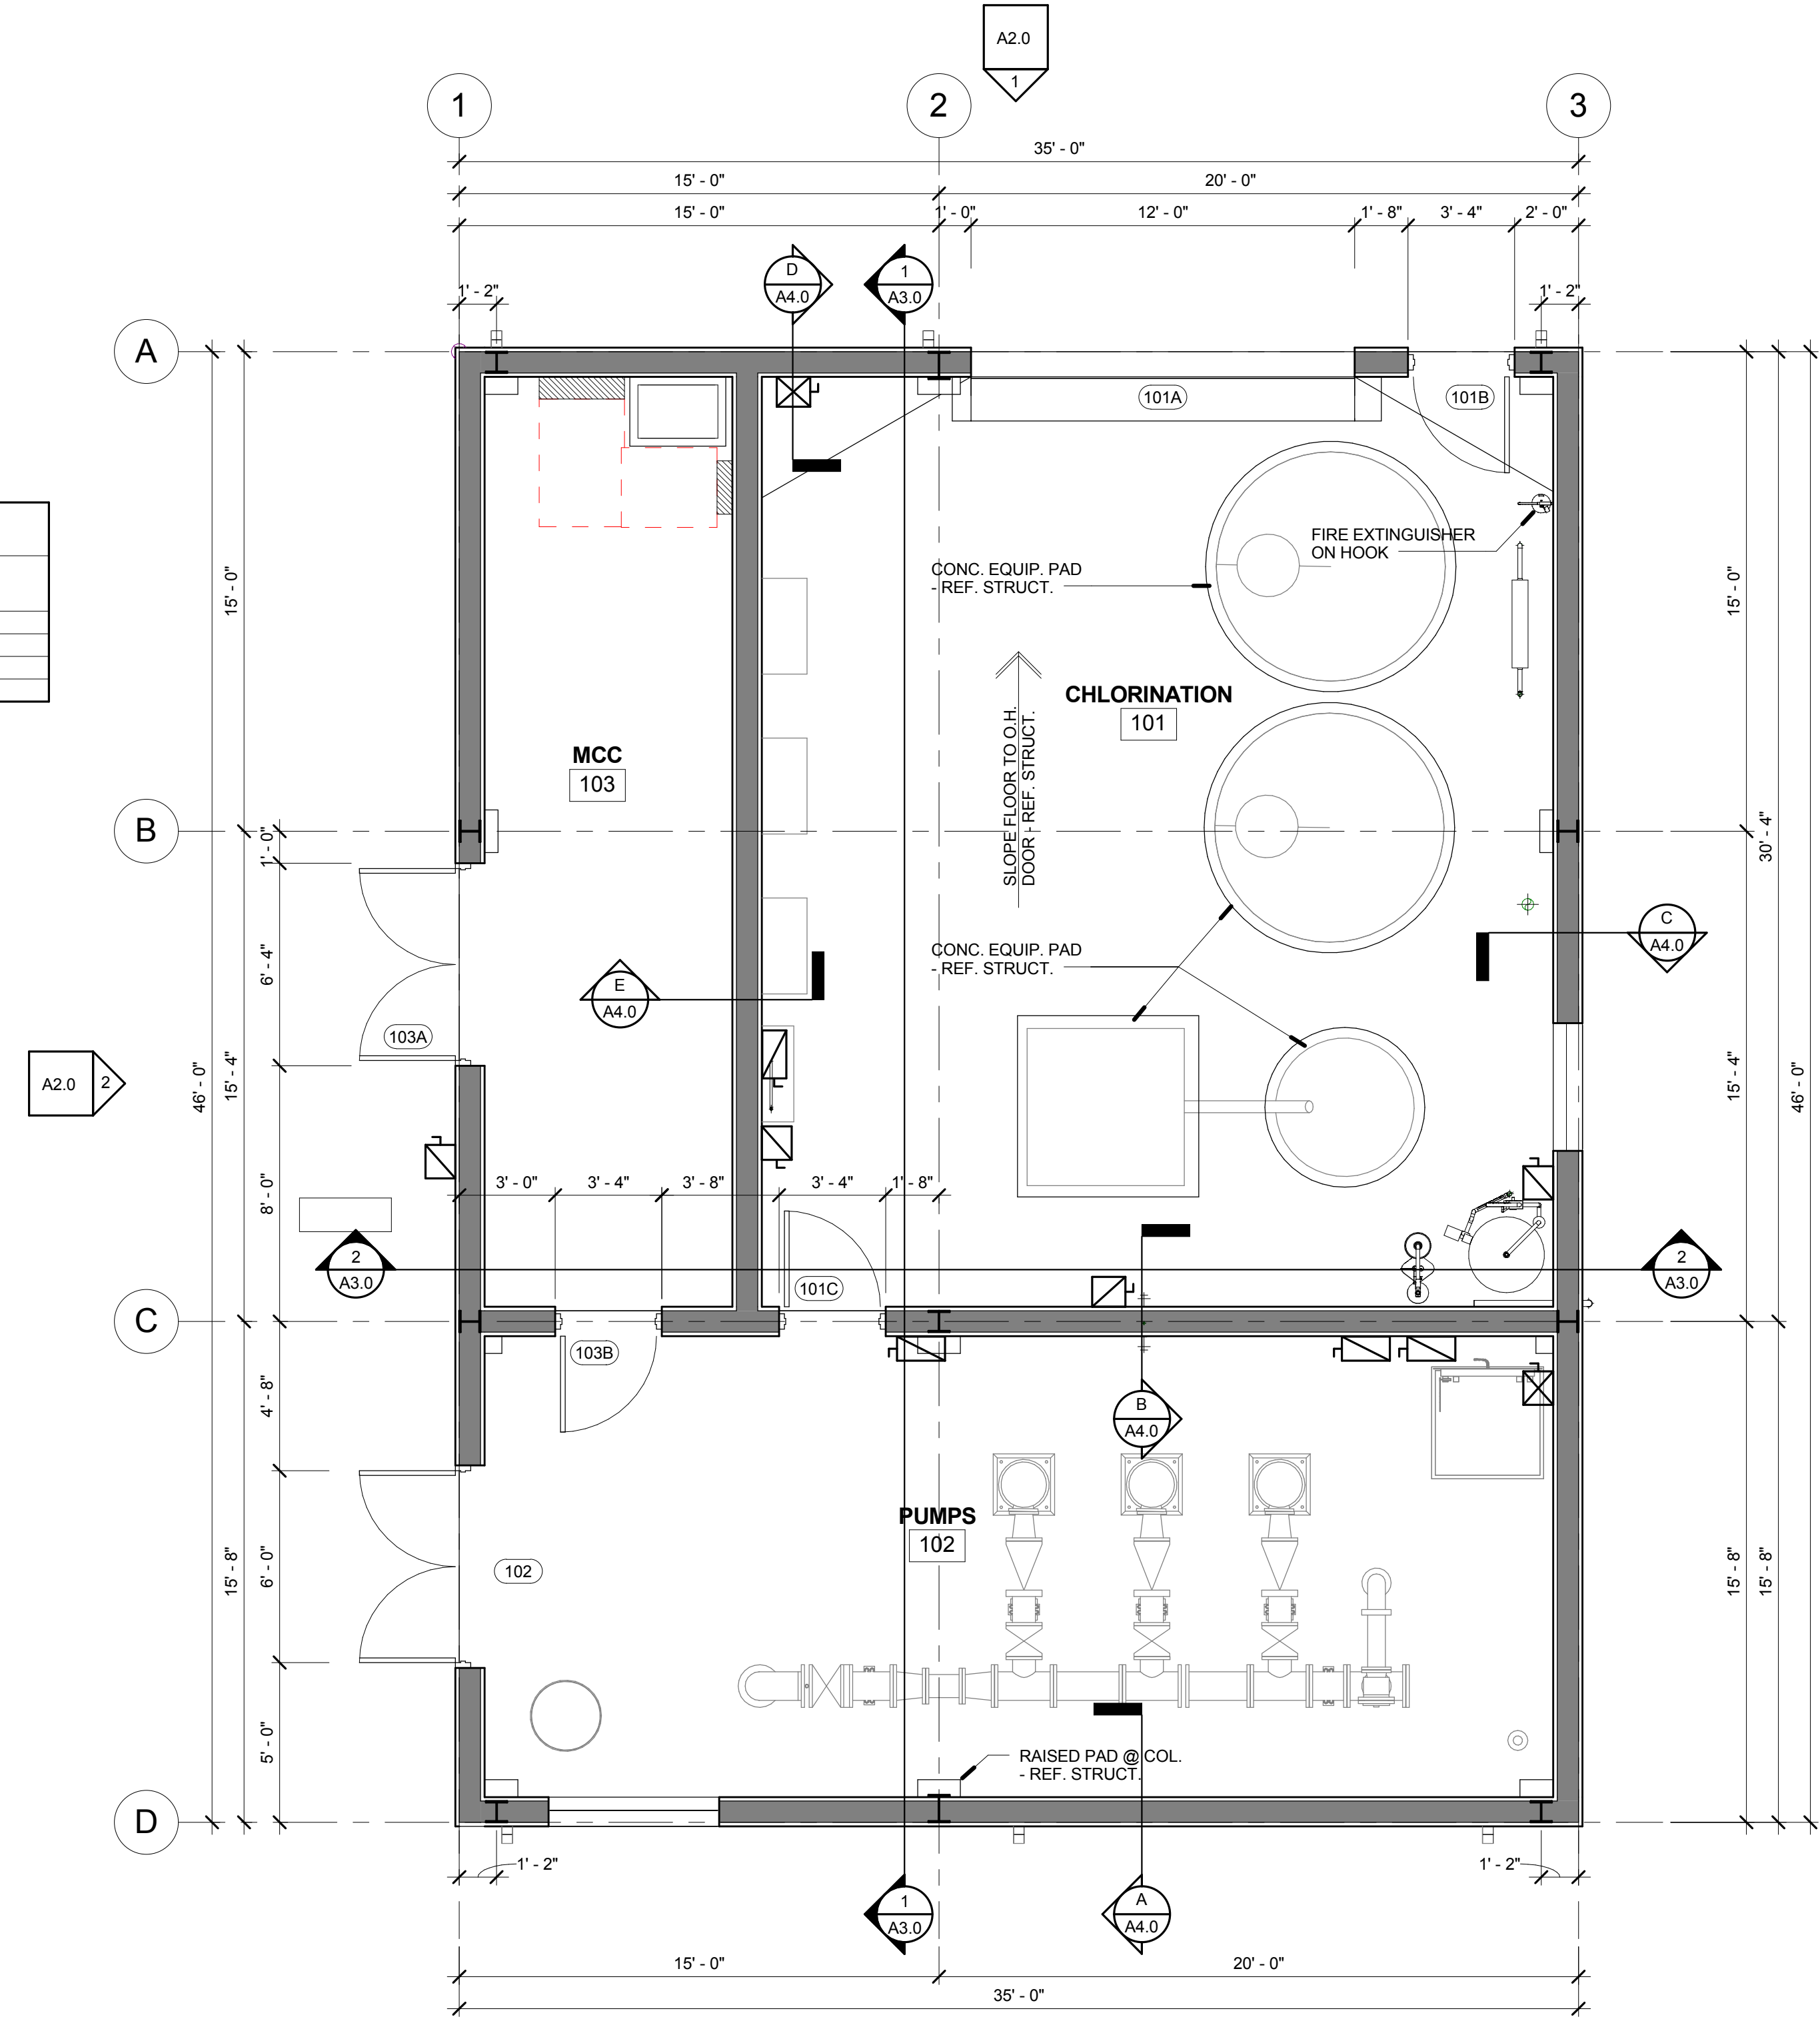 A2.0
1
1
2
3
35' - 0"
15' - 0"
20' - 0"
15' - 0"
1' - 0"
12' - 0"
1' - 8"
3' - 4"
2' - 0"
D
A4.0
1
A3.0
1' - 2"
1' - 2"
A
101A
101B
FIRE EXTINGUISHER
ON HOOK
CONC. EQUIP. PAD
- REF. STRUCT.
15' - 0"
15' - 0"
CHLORINATION
101
SLOPE FLOOR TO O.H.
DOOR - REF. STRUCT.
MCC
103
B
1' - 0"
30' - 4"
C
A4.0
CONC. EQUIP. PAD
- REF. STRUCT.
6' - 4"
E
A4.0
103A
A2.0
2
46' - 0"
15' - 4"
15' - 4"
46' - 0"
8' - 0"
3' - 0"
3' - 4"
3' - 8"
3' - 4"
1' - 8"
2
A3.0
101C
2
A3.0
C
103B
4' - 8"
B
A4.0
PUMPS
102
102
15' - 8"
6' - 0"
15' - 8"
15' - 8"
5' - 0"
RAISED PAD @ COL.
- REF. STRUCT.
D
1' - 2"
1' - 2"
1
A3.0
A
A4.0
15' - 0"
20' - 0"
35' - 0"